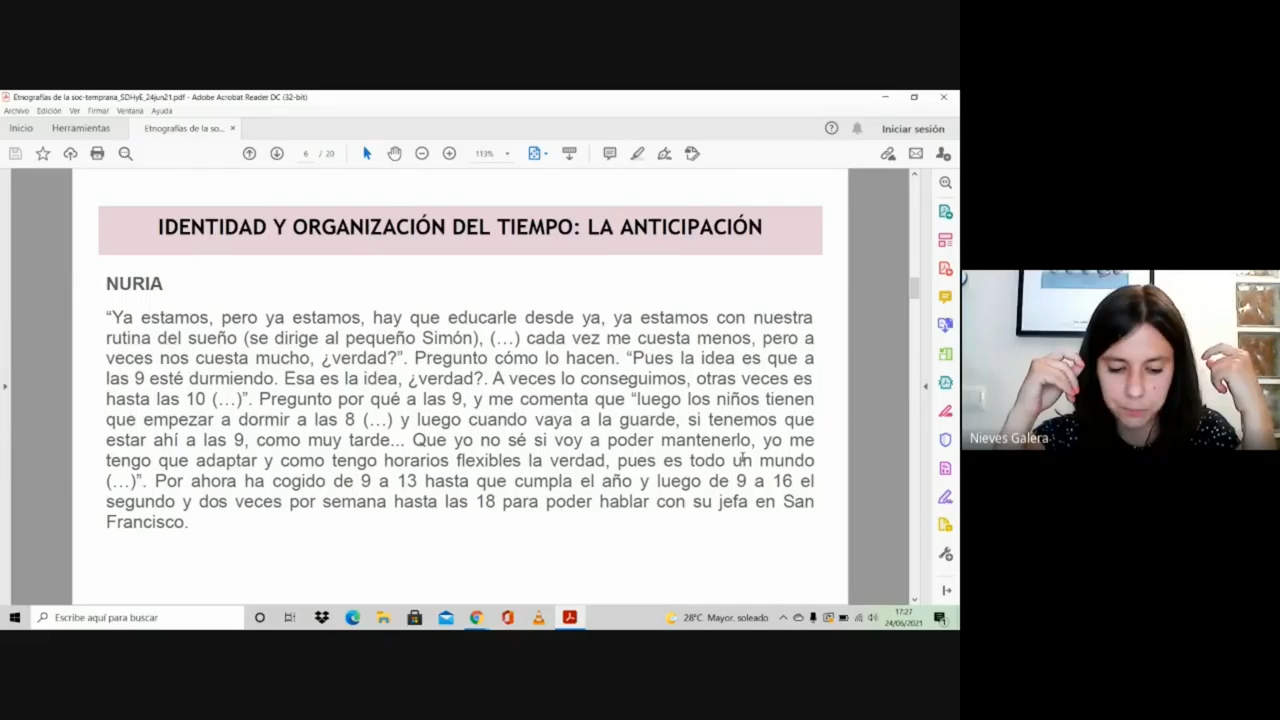 Etnografías de la soc-temprana_SDHyE_24jun21.pdf - Adobe Acrobat Reader DC (32-bit)
Archivo Edición Ver Firmar Ventana Ayuda
Inicio Herramientas Etnografías de la so... × Iniciar sesión
6 / 20 113%
IDENTIDAD Y ORGANIZACIÓN DEL TIEMPO: LA ANTICIPACIÓN
NURIA
“Ya estamos, pero ya estamos, hay que educarle desde ya, ya estamos con nuestra
rutina del sueño (se dirige al pequeño Simón), (…) cada vez me cuesta menos, pero a
veces nos cuesta mucho, ¿verdad?”. Pregunto cómo lo hacen. “Pues la idea es que a
las 9 esté durmiendo. Esa es la idea, ¿verdad?. A veces lo conseguimos, otras veces es
hasta las 10 (…)”. Pregunto por qué a las 9, y me comenta que “luego los niños tienen
que empezar a dormir a las 8 (…) y luego cuando vaya a la guarde, si tenemos que
estar ahí a las 9, como muy tarde... Que yo no sé si voy a poder mantenerlo, yo me
tengo que adaptar y como tengo horarios flexibles la verdad, pues es todo un mundo
(…)”. Por ahora ha cogido de 9 a 13 hasta que cumpla el año y luego de 9 a 16 el
segundo y dos veces por semana hasta las 18 para poder hablar con su jefa en San
Francisco.
Nieves Galera
Escribe aquí para buscar
28°C Mayor. soleado
17:27
24/06/2021